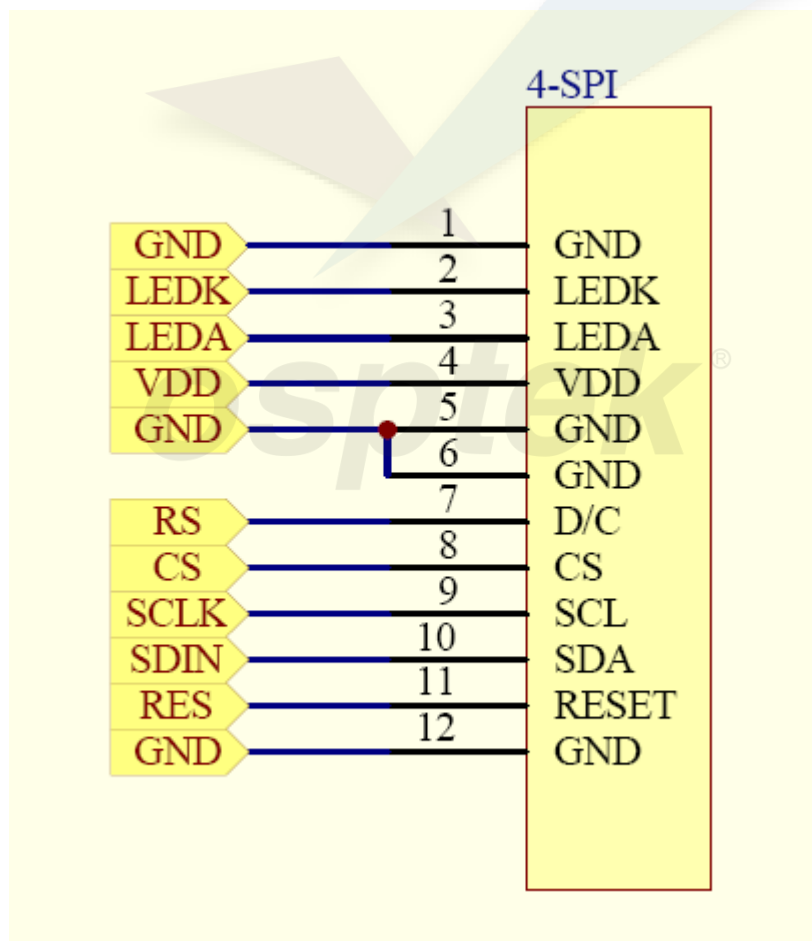 4-SPI
GND 1 GND
LEDK 2 LEDK
LEDA 3 LEDA
VDD 4 VDD
GND 5 GND
6 GND
RS 7 D/C
CS 8 CS
SCLK 9 SCL
SDIN 10 SDA
RES 11 RESET
GND 12 GND
osptek®